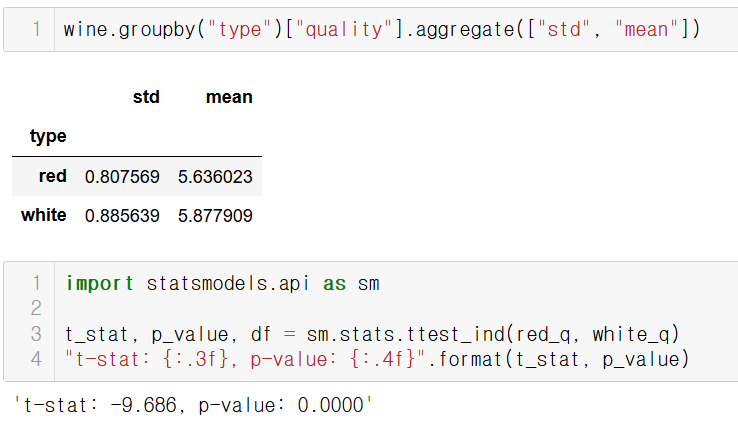 1 wine.groupby("type")["quality"].aggregate(["std", "mean"])
std mean
type
red 0.807569 5.636023
white 0.885639 5.877909
1 import statsmodels.api as sm
2
3 t_stat, p_value, df = sm.stats.ttest_ind(red_q, white_q)
4 "t-stat: {:.3f}, p-value: {:.4f}".format(t_stat, p_value)
't-stat: -9.686, p-value: 0.0000'